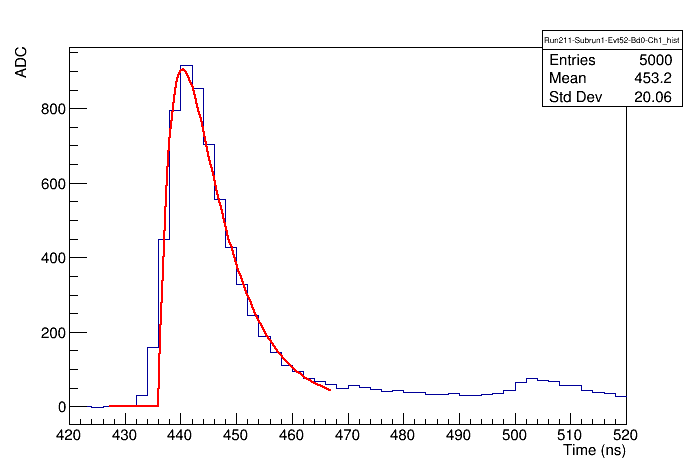 Run211-Subrun1-Evt52-Bd0-Ch1_hist
Entries 5000
Mean 453.2
Std Dev 20.06
ADC
800
600
400
200
0
420 430 440 450 460 470 480 490 500 510 520
Time (ns)